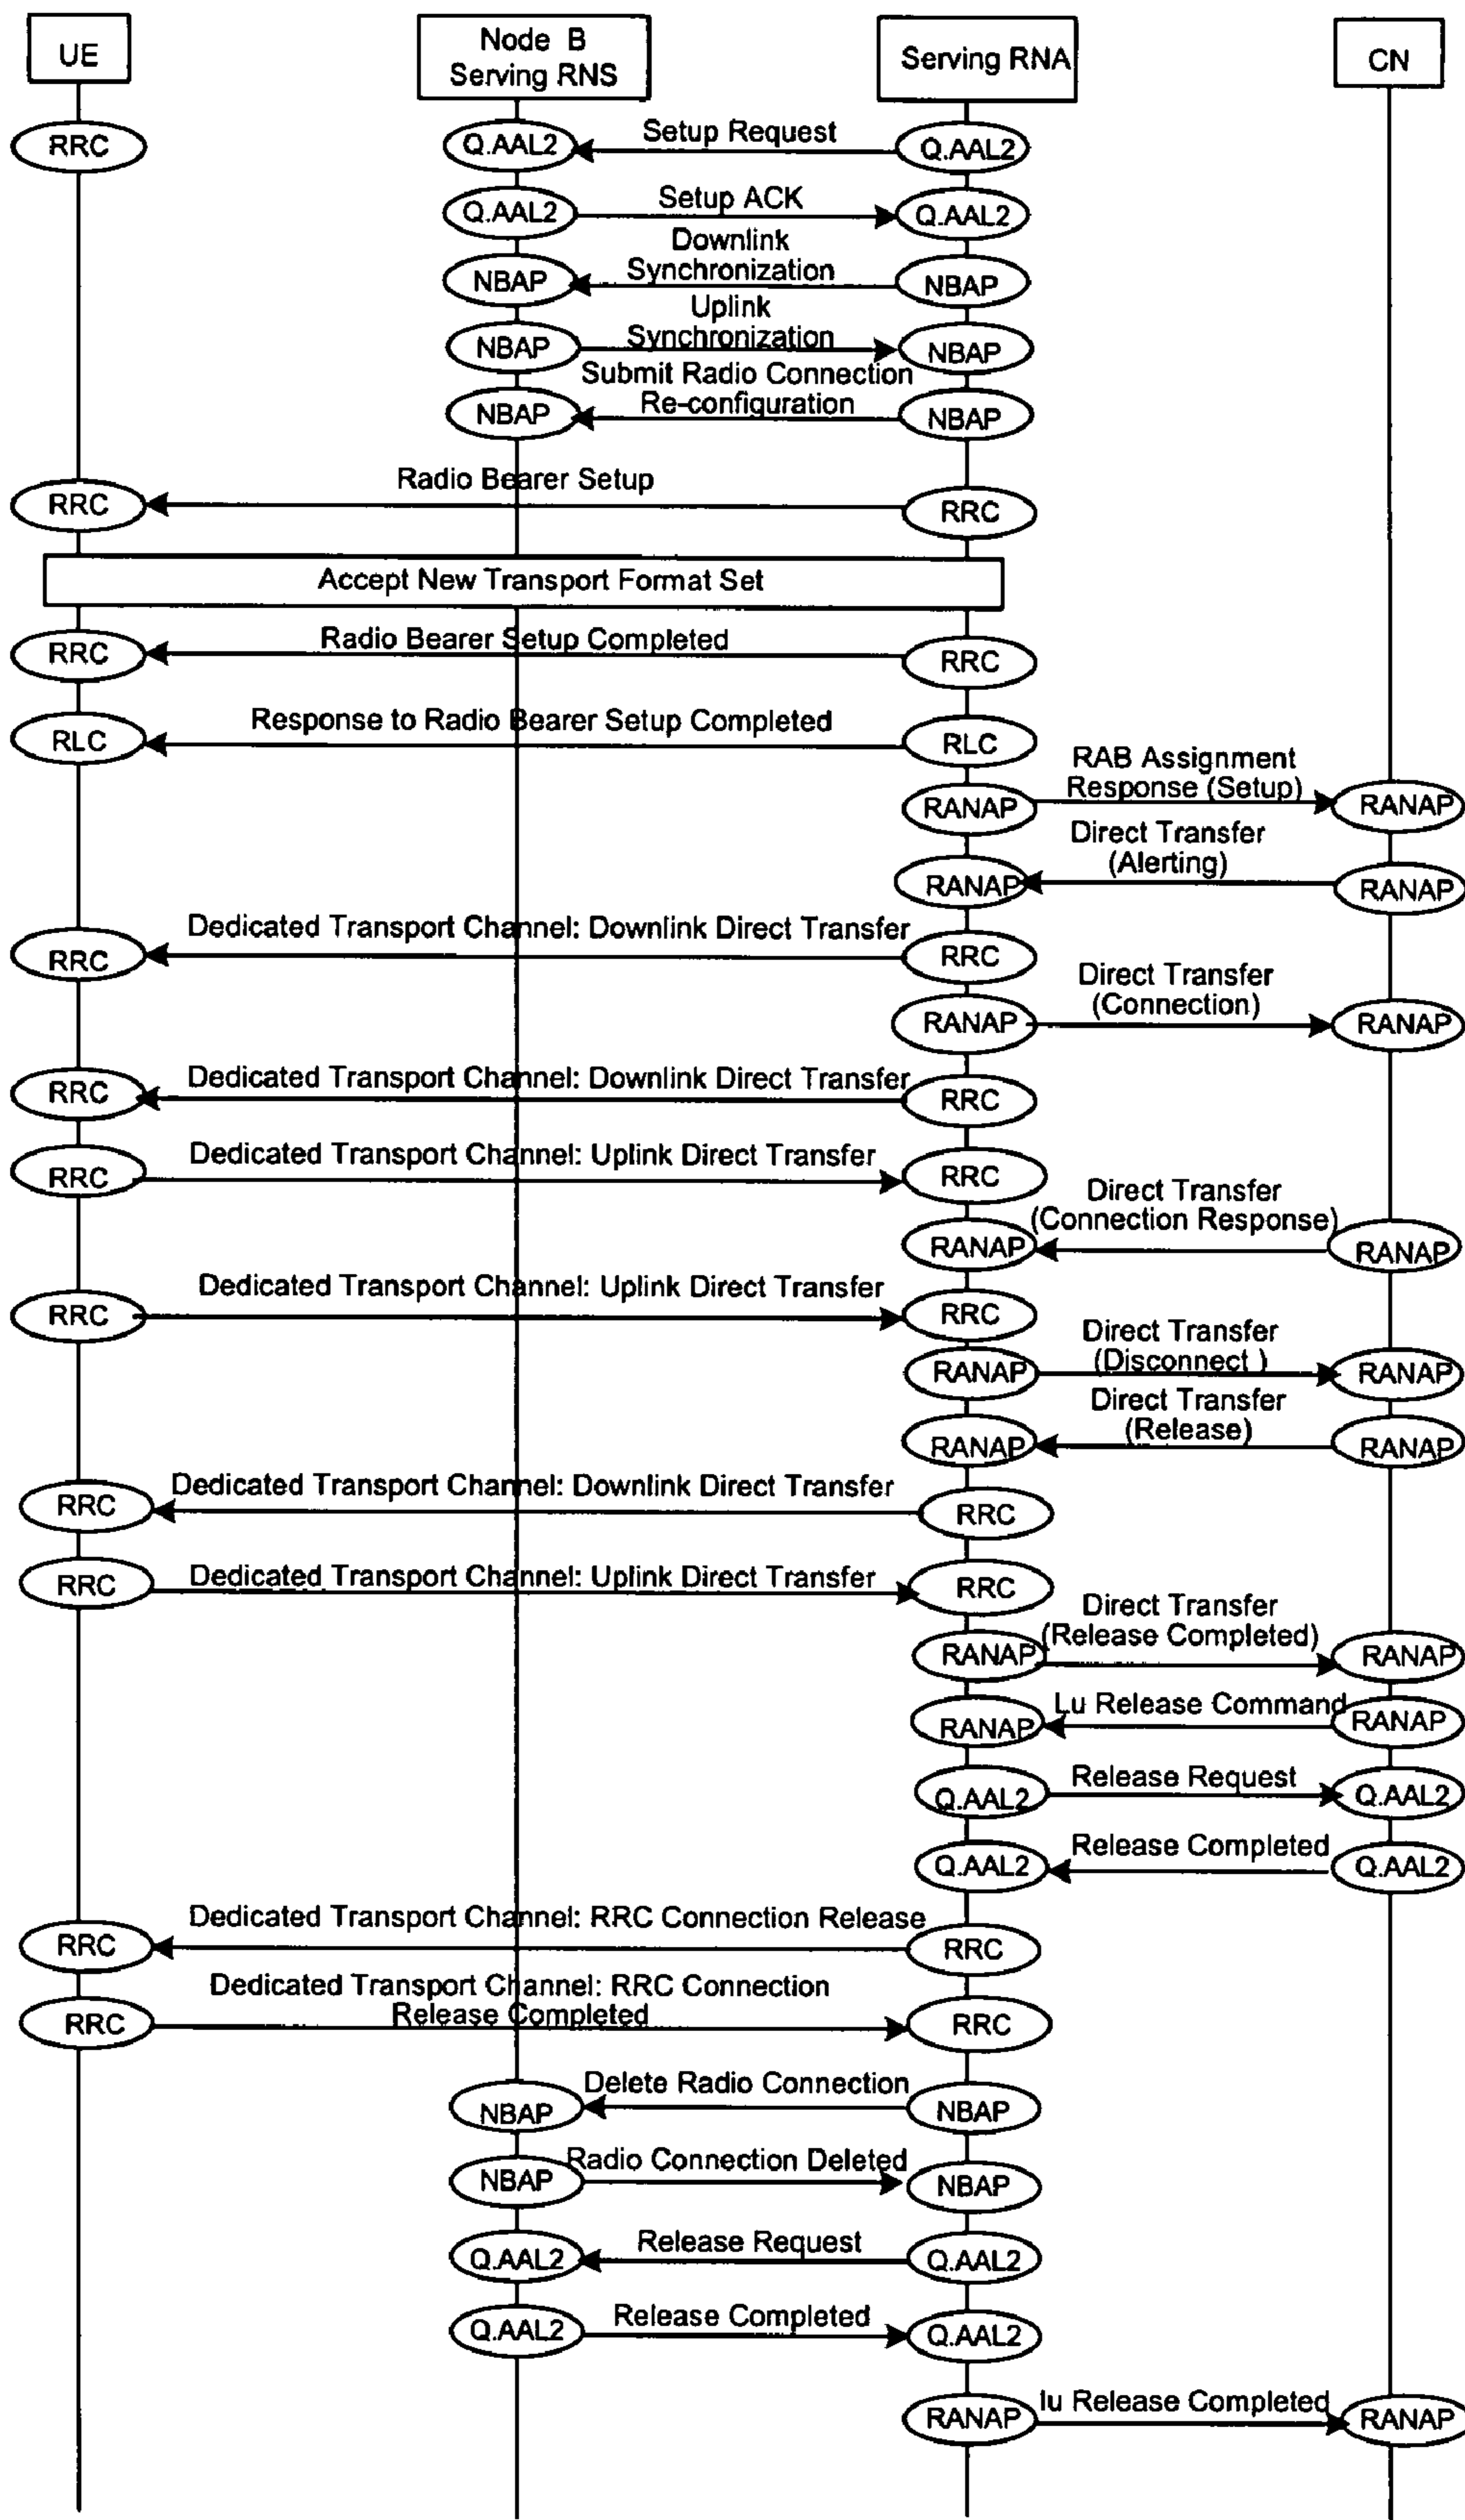 UE
Node B
Serving RNS
Serving RNA
CN
RRC
Q.AAL2
Setup Request
Q.AAL2
Q.AAL2
Setup ACK
Q.AAL2
Downlink
Synchronization
NBAP
NBAP
Uplink
Synchronization
NBAP
NBAP
Submit Radio Connection
Re-configuration
NBAP
NBAP
Radio Bearer Setup
RRC
RRC
Accept New Transport Format Set
Radio Bearer Setup Completed
RRC
RRC
Response to Radio Bearer Setup Completed
RLC
RLC
RAB Assignment
Response (Setup)
RANAP
RANAP
Direct Transfer
(Alerting)
RANAP
RANAP
Dedicated Transport Channel: Downlink Direct Transfer
RRC
RRC
Direct Transfer
(Connection)
RANAP
RANAP
Dedicated Transport Channel: Downlink Direct Transfer
RRC
RRC
Dedicated Transport Channel: Uplink Direct Transfer
RRC
RRC
Direct Transfer
(Connection Response)
RANAP
RANAP
Dedicated Transport Channel: Uplink Direct Transfer
RRC
RRC
Direct Transfer
(Disconnect )
RANAP
RANAP
Direct Transfer
(Release)
RANAP
RANAP
Dedicated Transport Channel: Downlink Direct Transfer
RRC
RRC
Dedicated Transport Channel: Uplink Direct Transfer
RRC
RRC
Direct Transfer
(Release Completed)
RANAP
RANAP
Lu Release Command
RANAP
RANAP
Release Request
Q.AAL2
Q.AAL2
Release Completed
Q.AAL2
Q.AAL2
Dedicated Transport Channel: RRC Connection Release
RRC
RRC
Dedicated Transport Channel: RRC Connection
Release Completed
RRC
RRC
Delete Radio Connection
NBAP
NBAP
Radio Connection Deleted
NBAP
NBAP
Release Request
Q.AAL2
Q.AAL2
Release Completed
Q.AAL2
Q.AAL2
Iu Release Completed
RANAP
RANAP